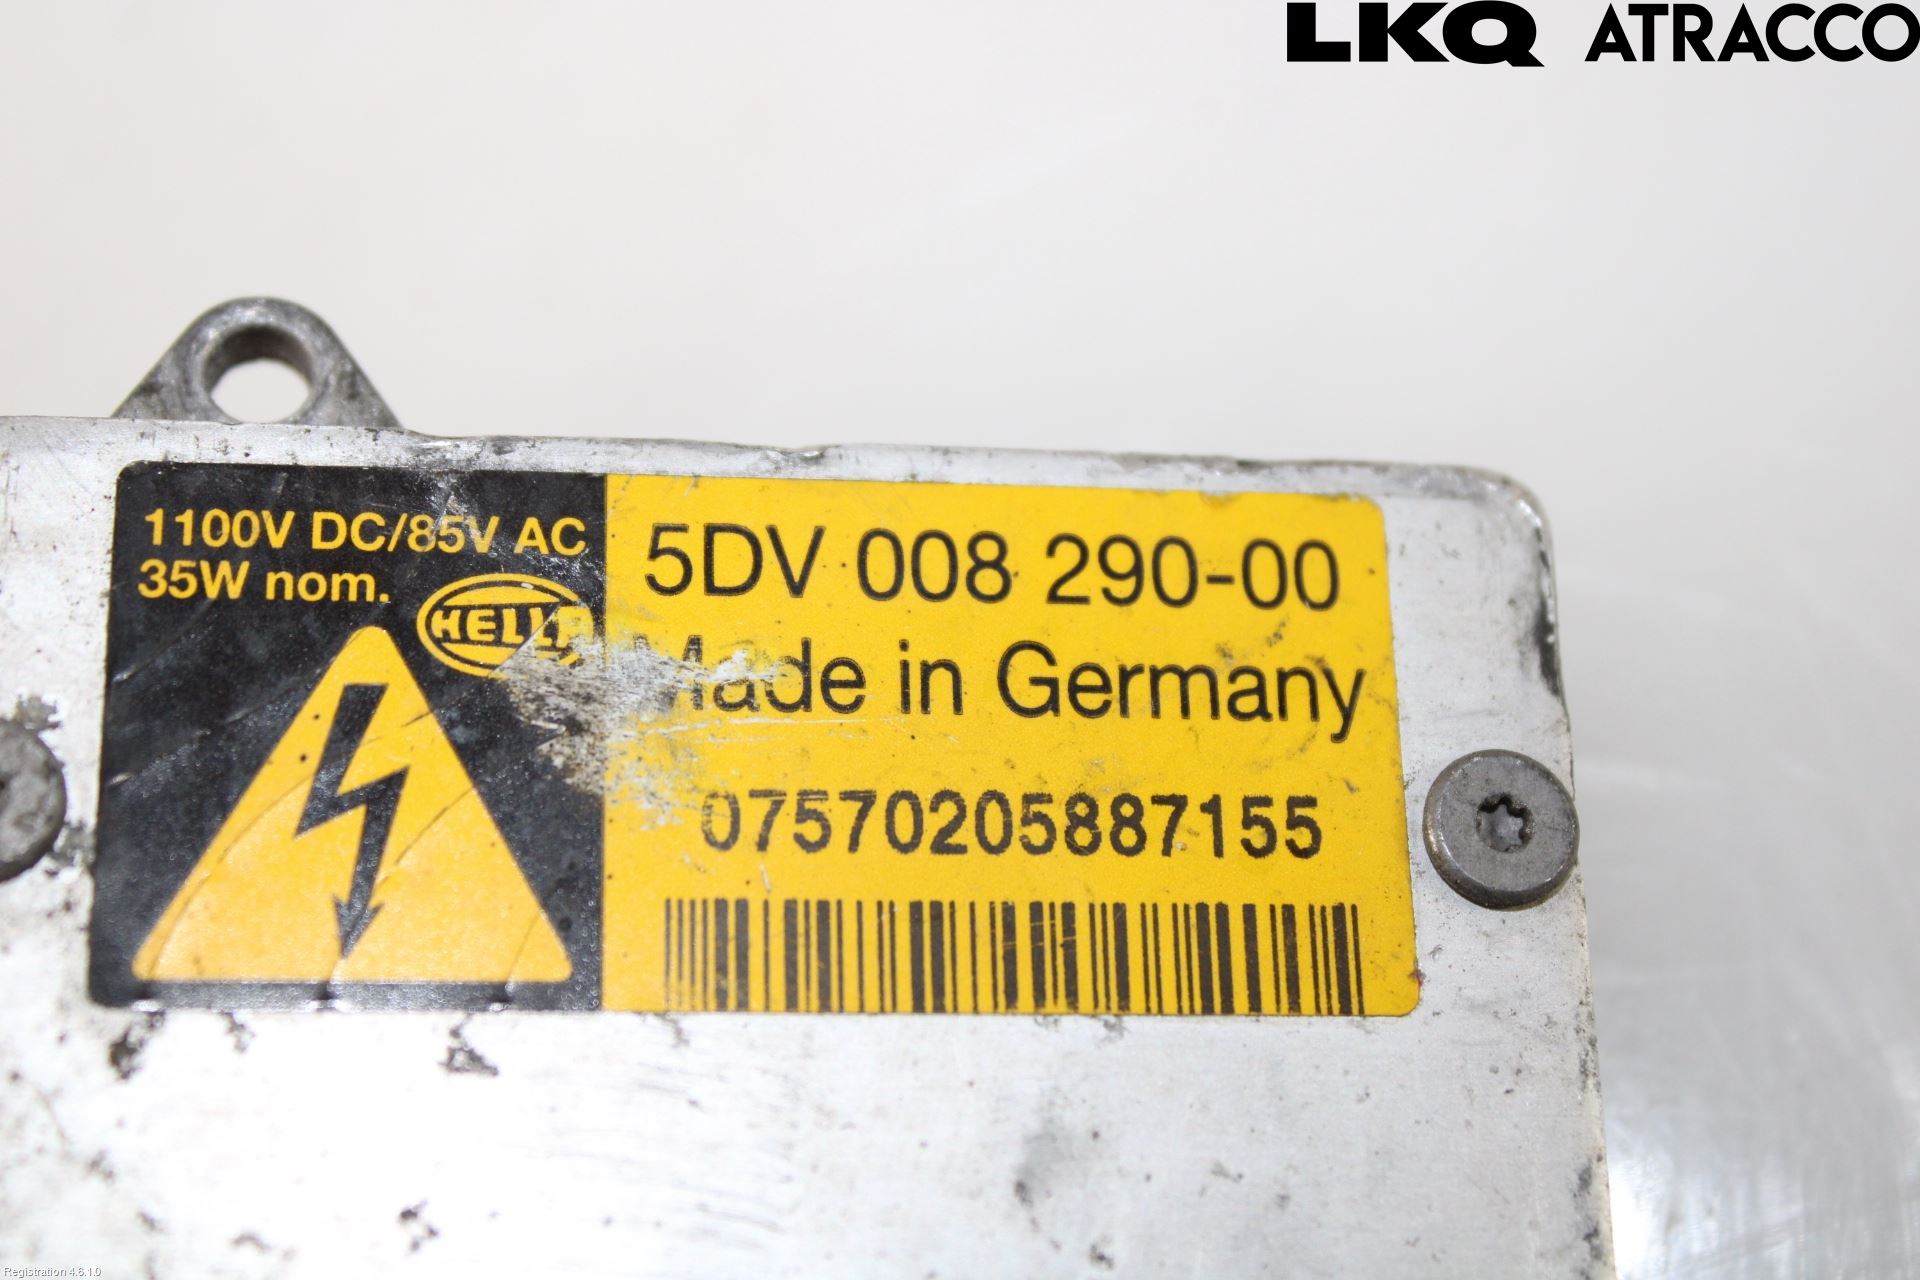 LKQ ATRACCO
1100V DC/85V AC
35W nom.
HELLA
5DV 008 290-00
Made in Germany
07570205887155
Registration 4.6.1.0